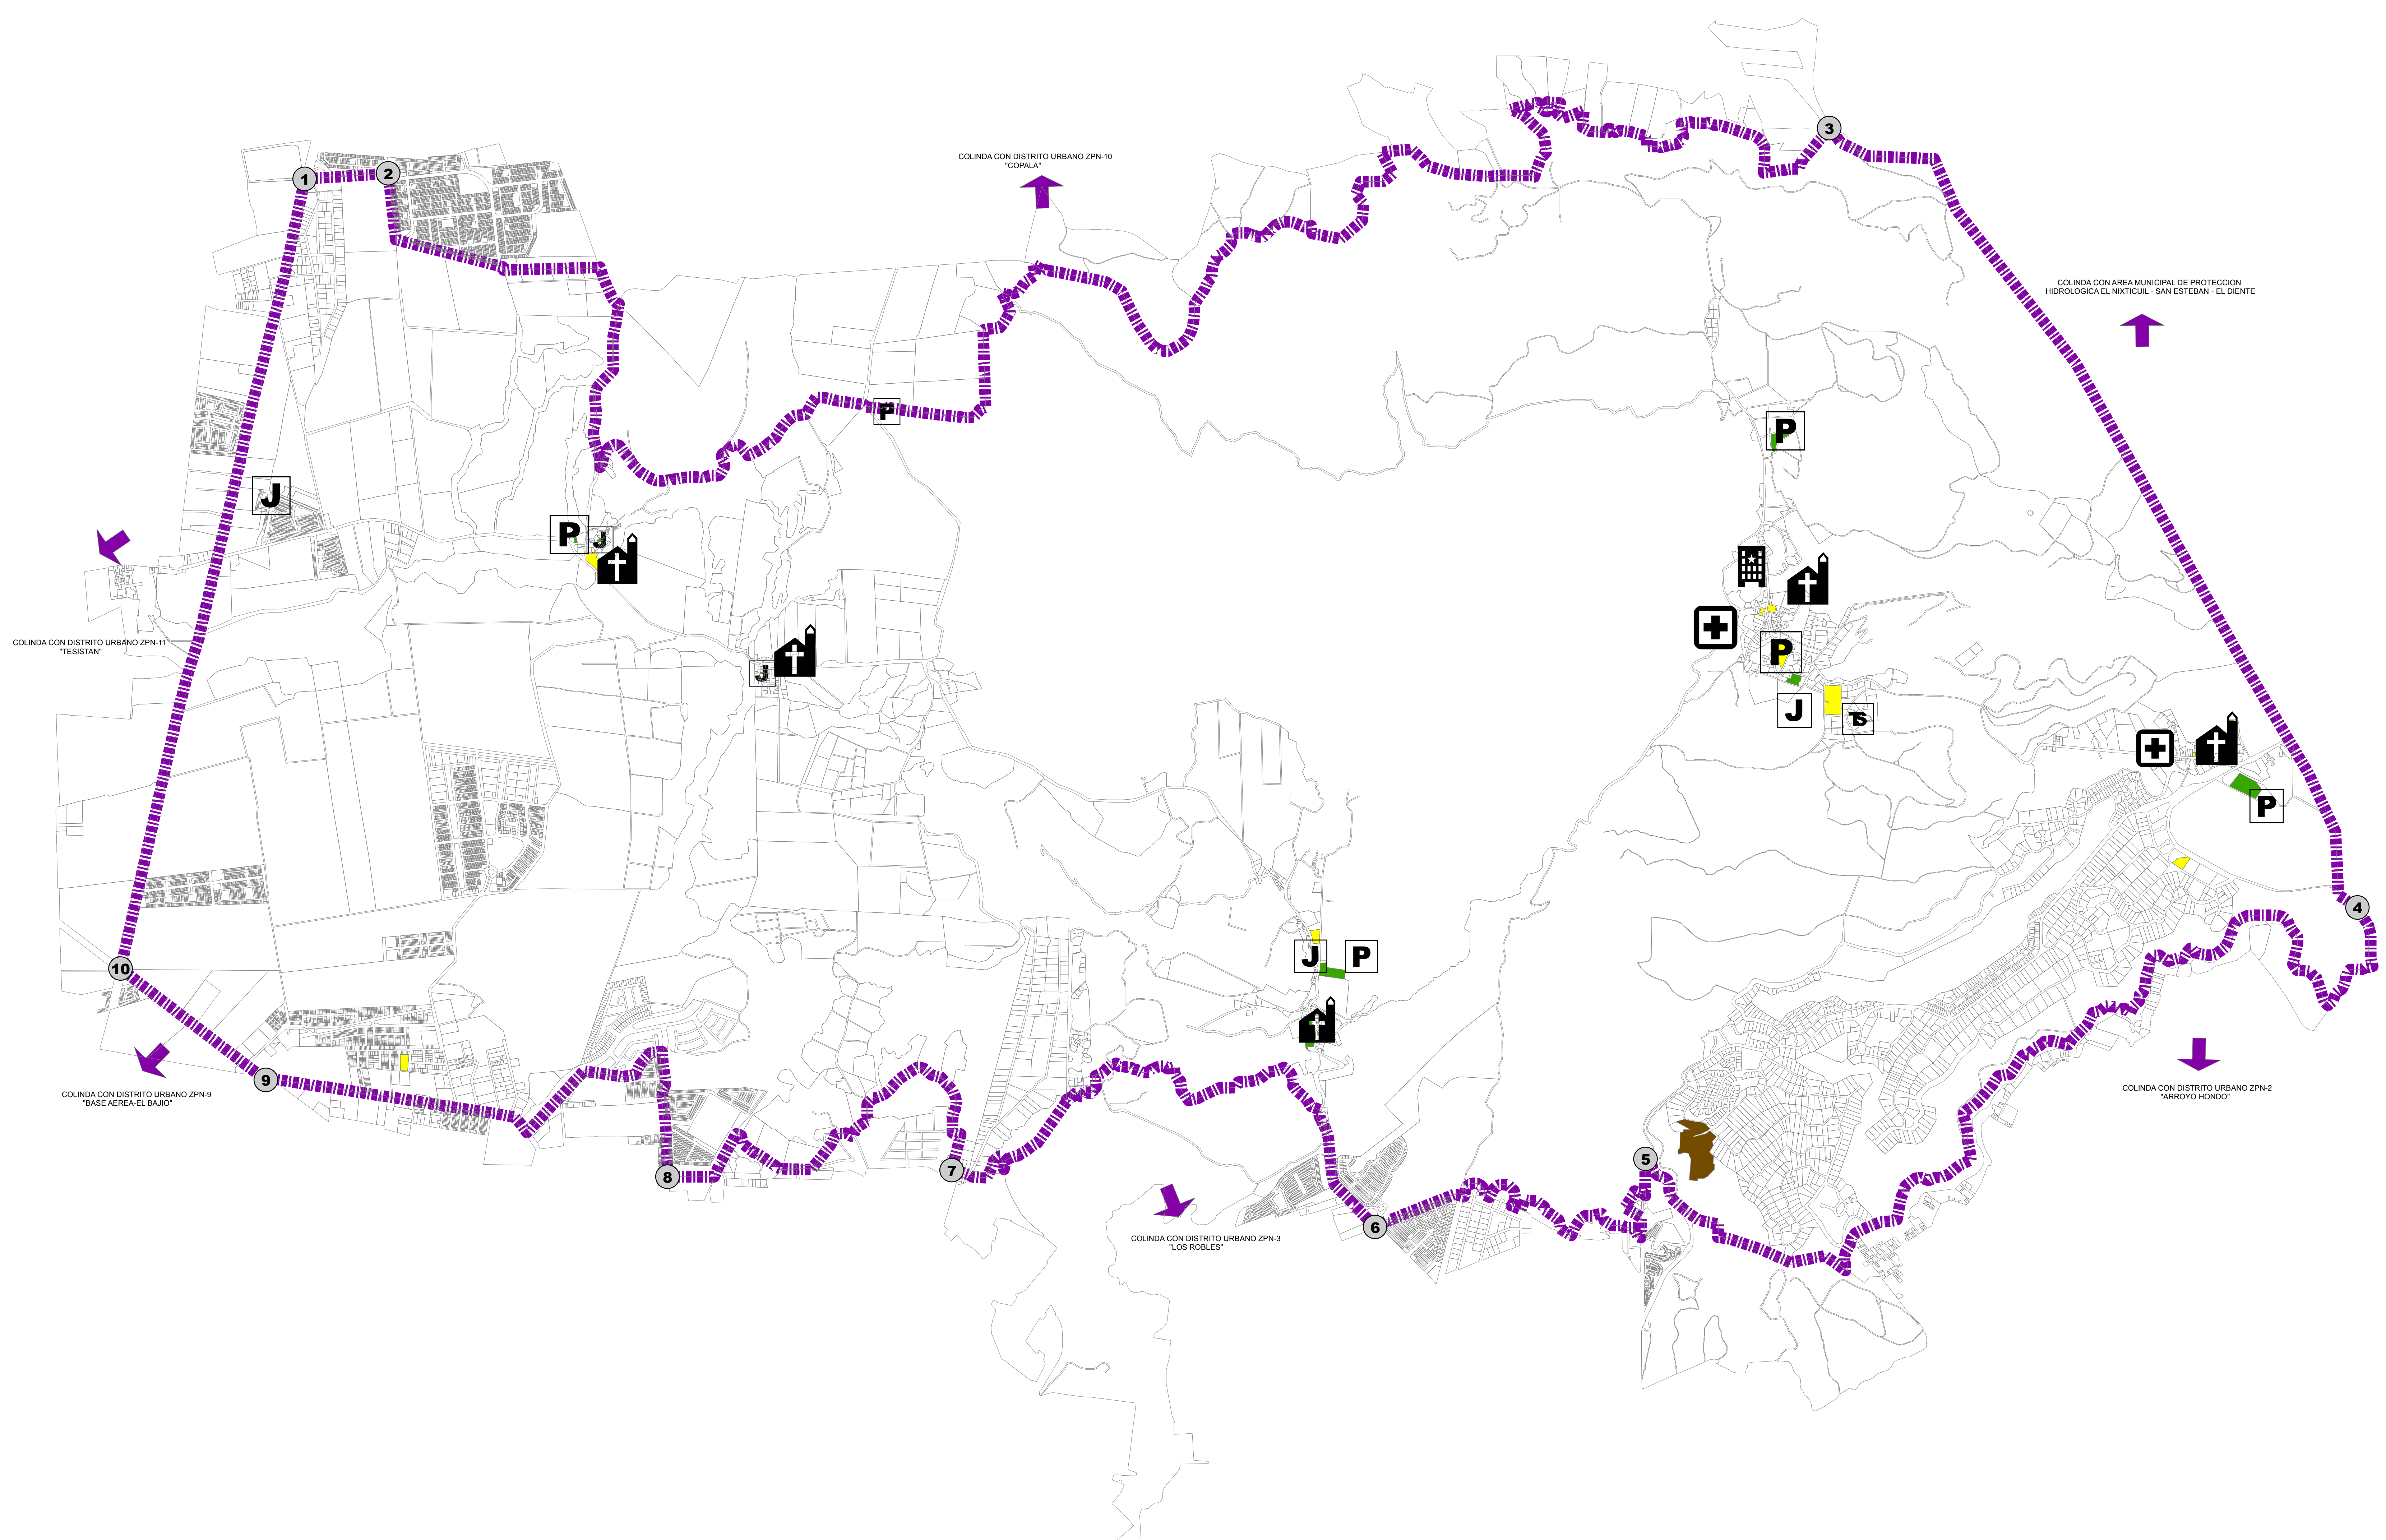 COLINDA CON DISTRITO URBANO ZPN-10
"COPALA"
3
1
2
COLINDA CON AREA MUNICIPAL DE PROTECCION
HIDROLOGICA EL NIXTICUIL - SAN ESTEBAN - EL DIENTE
P
P
J
P
J
COLINDA CON DISTRITO URBANO ZPN-11
"TESISTAN"
J
P
J
TS
P
4
J
P
10
9
COLINDA CON DISTRITO URBANO ZPN-9
"BASE AEREA-EL BAJIO"
COLINDA CON DISTRITO URBANO ZPN-2
"ARROYO HONDO"
8
7
5
6
COLINDA CON DISTRITO URBANO ZPN-3
"LOS ROBLES"